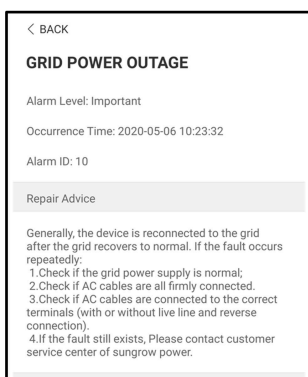 < BACK
GRID POWER OUTAGE
Alarm Level: Important
Occurrence Time: 2020-05-06 10:23:32
Alarm ID: 10
Repair Advice
Generally, the device is reconnected to the grid
after the grid recovers to normal. If the fault occurs
repeatedly:
1.Check if the grid power supply is normal;
2.Check if AC cables are all firmly connected.
3.Check if AC cables are connected to the correct
terminals (with or without live line and reverse
connection).
4.If the fault still exists, Please contact customer
service center of sungrow power.